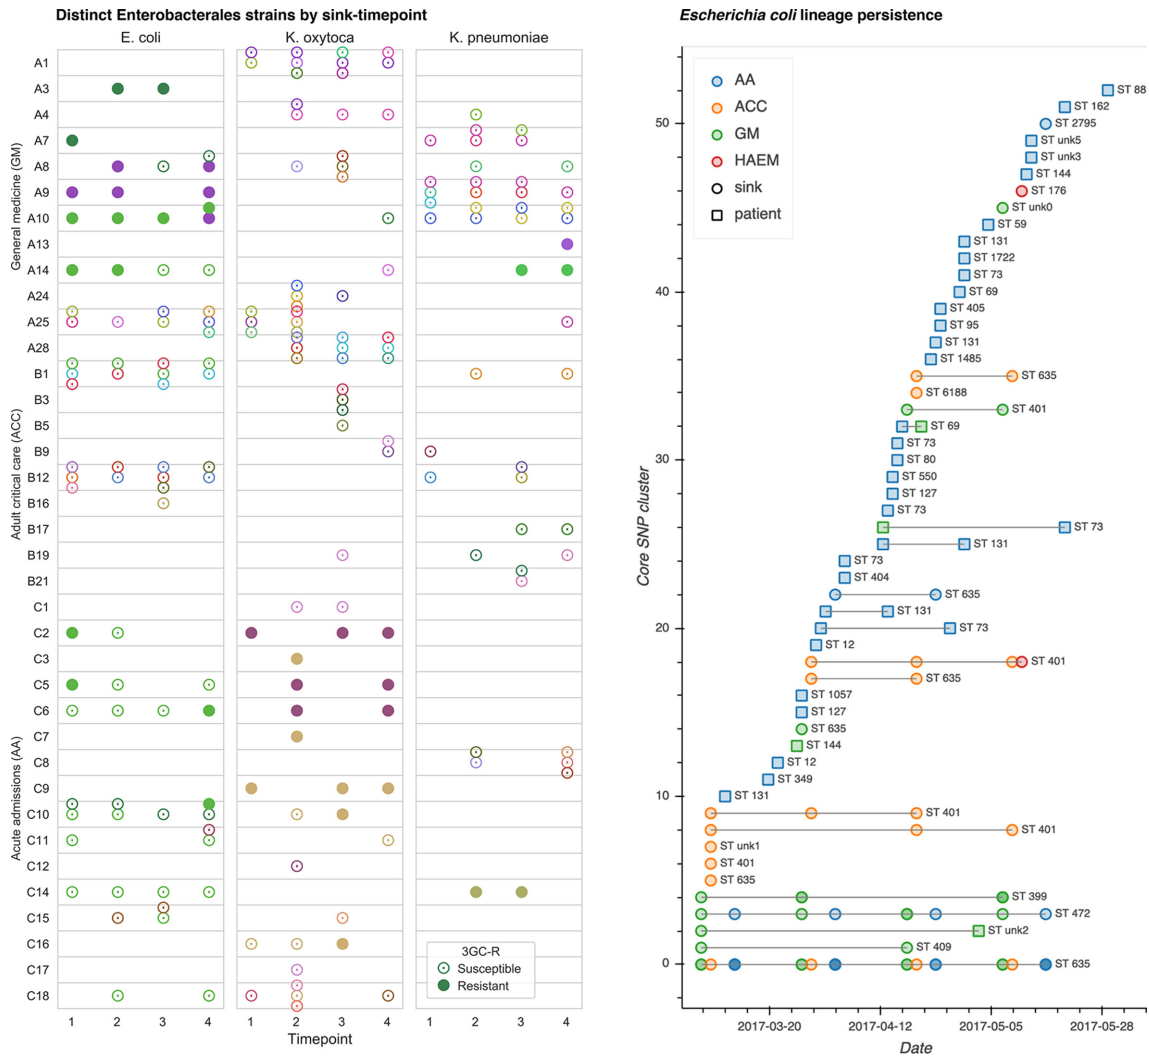 Distinct Enterobacterales strains by sink-timepoint
E. coli
K. oxytoca
K. pneumoniae
General medicine (GM)
Adult critical care (ACC)
Acute admissions (AA)
A1
A3
A4
A7
A8
A9
A10
A13
A14
A24
A25
A28
B1
B3
B5
B9
B12
B16
B17
B19
B21
C1
C2
C3
C5
C6
C7
C8
C9
C10
C11
C12
C14
C15
C16
C17
C18
3GC-R
Susceptible
Resistant
1 2 3 4
1 2 3 4
1 2 3 4
Timepoint
Escherichia coli lineage persistence
AA
ACC
GM
HAEM
sink
patient
Core SNP cluster
50
40
30
20
10
0
ST 88
ST 162
ST 2795
ST unk5
ST unk3
ST 144
ST 176
ST unk0
ST 59
ST 131
ST 1722
ST 73
ST 69
ST 405
ST 95
ST 131
ST 1485
ST 635
ST 6188
ST 401
ST 69
ST 73
ST 80
ST 550
ST 127
ST 73
ST 73
ST 131
ST 73
ST 404
ST 635
ST 131
ST 73
ST 12
ST 401
ST 635
ST 1057
ST 127
ST 635
ST 144
ST 12
ST 349
ST 131
ST 401
ST 401
ST unk1
ST 401
ST 635
ST 399
ST 472
ST unk2
ST 409
ST 635
2017-03-20
2017-04-12
2017-05-05
2017-05-28
Date